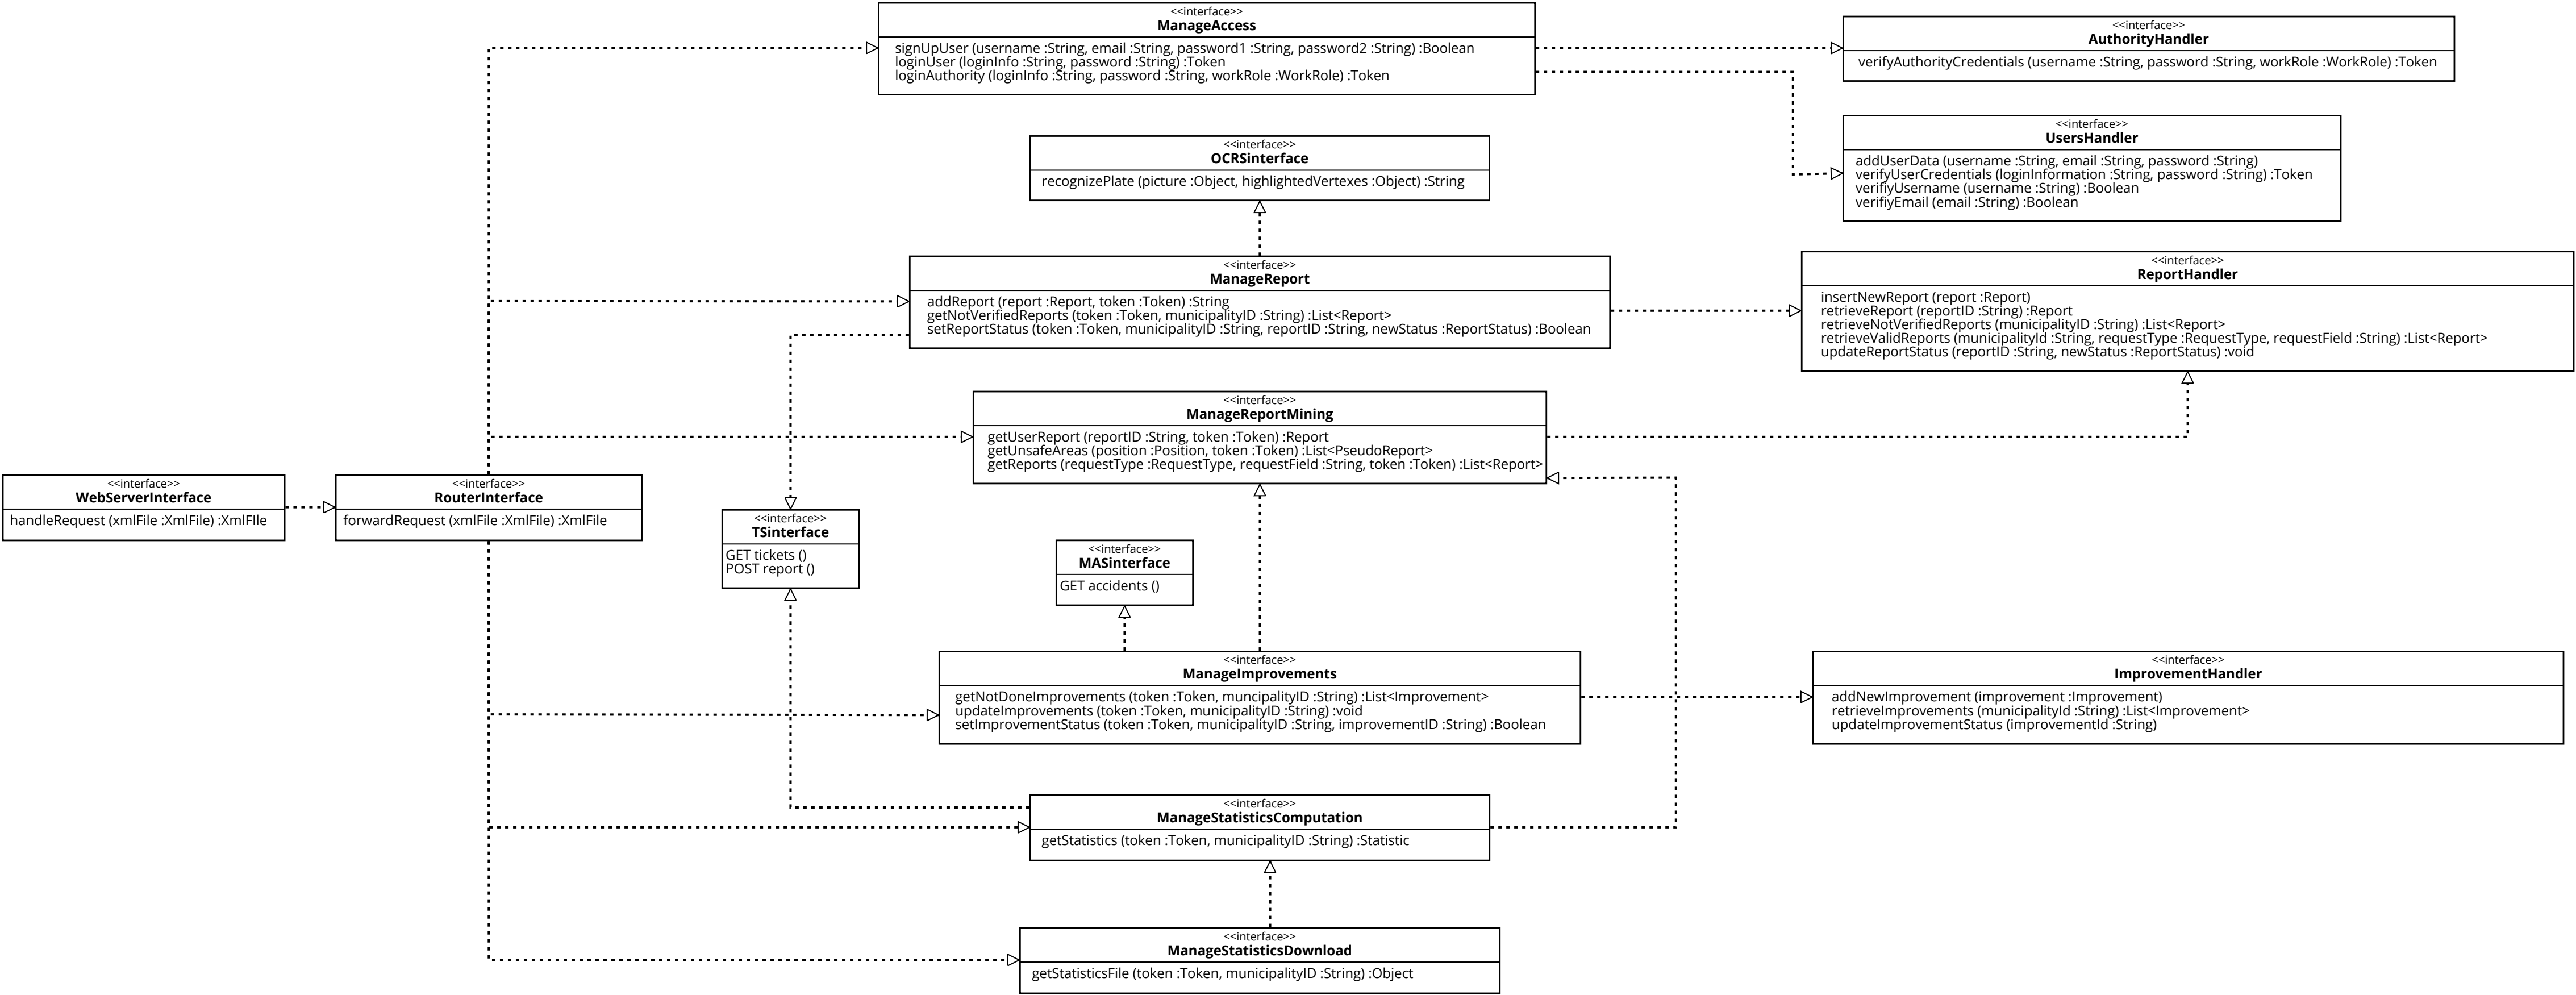 <<interface>>
ManageAccess
signUpUser (username :String, email :String, password1 :String, password2 :String) :Boolean
loginUser (loginInfo :String, password :String) :Token
loginAuthority (loginInfo :String, password :String, workRole :WorkRole) :Token
<<interface>>
AuthorityHandler
verifyAuthorityCredentials (username :String, password :String, workRole :WorkRole) :Token
<<interface>>
UsersHandler
addUserData (username :String, email :String, password :String)
verifyUserCredentials (loginInformation :String, password :String) :Token
verifiyUsername (username :String) :Boolean
verifiyEmail (email :String) :Boolean
<<interface>>
OCRSinterface
recognizePlate (picture :Object, highlightedVertexes :Object) :String
<<interface>>
ManageReport
addReport (report :Report, token :Token) :String
getNotVerifiedReports (token :Token, municipalityID :String) :List<Report>
setReportStatus (token :Token, municipalityID :String, reportID :String, newStatus :ReportStatus) :Boolean
<<interface>>
ReportHandler
insertNewReport (report :Report)
retrieveReport (reportID :String) :Report
retrieveNotVerifiedReports (municipalityID :String) :List<Report>
retrieveValidReports (municipalityId :String, requestType :RequestType, requestField :String) :List<Report>
updateReportStatus (reportID :String, newStatus :ReportStatus) :void
<<interface>>
ManageReportMining
getUserReport (reportID :String, token :Token) :Report
getUnsafeAreas (position :Position, token :Token) :List<PseudoReport>
getReports (requestType :RequestType, requestField :String, token :Token) :List<Report>
<<interface>>
WebServerInterface
handleRequest (xmlFile :XmlFile) :XmlFIle
<<interface>>
RouterInterface
forwardRequest (xmlFile :XmlFile) :XmlFile
<<interface>>
TSinterface
GET tickets ()
POST report ()
<<interface>>
MASinterface
GET accidents ()
<<interface>>
ManageImprovements
getNotDoneImprovements (token :Token, muncipalityID :String) :List<Improvement>
updateImprovements (token :Token, municipalityID :String) :void
setImprovementStatus (token :Token, municipalityID :String, improvementID :String) :Boolean
<<interface>>
ImprovementHandler
addNewImprovement (improvement :Improvement)
retrieveImprovements (municipalityId :String) :List<Improvement>
updateImprovementStatus (improvementId :String)
<<interface>>
ManageStatisticsComputation
getStatistics (token :Token, municipalityID :String) :Statistic
<<interface>>
ManageStatisticsDownload
getStatisticsFile (token :Token, municipalityID :String) :Object